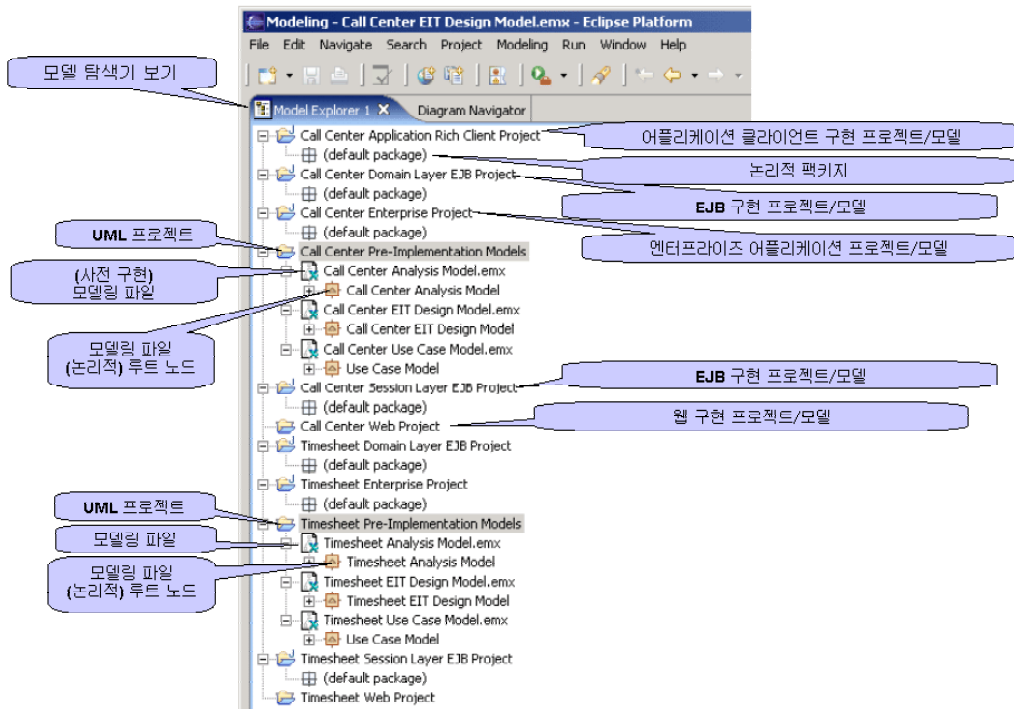 Modeling - Call Center EIT Design Model.emx - Eclipse Platform
File Edit Navigate Search Project Modeling Run Window Help
모델 탐색기 보기
Model Explorer 1 Diagram Navigator
Call Center Application Rich Client Project
어플리케이션 클라이언트 구현 프로젝트/모델
(default package)
논리적 팩키지
Call Center Domain Layer EJB Project
(default package)
EJB 구현 프로젝트/모델
Call Center Enterprise Project
(default package)
엔터프라이즈 어플리케이션 프로젝트/모델
UML 프로젝트
Call Center Pre-Implementation Models
(사전 구현)
모델링 파일
Call Center Analysis Model.emx
Call Center Analysis Model
Call Center EIT Design Model.emx
Call Center EIT Design Model
모델링 파일
(논리적) 루트 노드
Call Center Use Case Model.emx
Use Case Model
EJB 구현 프로젝트/모델
Call Center Session Layer EJB Project
(default package)
웹 구현 프로젝트/모델
Call Center Web Project
Timesheet Domain Layer EJB Project
(default package)
Timesheet Enterprise Project
(default package)
UML 프로젝트
Timesheet Pre-Implementation Models
모델링 파일
Timesheet Analysis Model.emx
Timesheet Analysis Model
모델링 파일
(논리적) 루트 노드
Timesheet EIT Design Model.emx
Timesheet EIT Design Model
Timesheet Use Case Model.emx
Use Case Model
Timesheet Session Layer EJB Project
(default package)
Timesheet Web Project